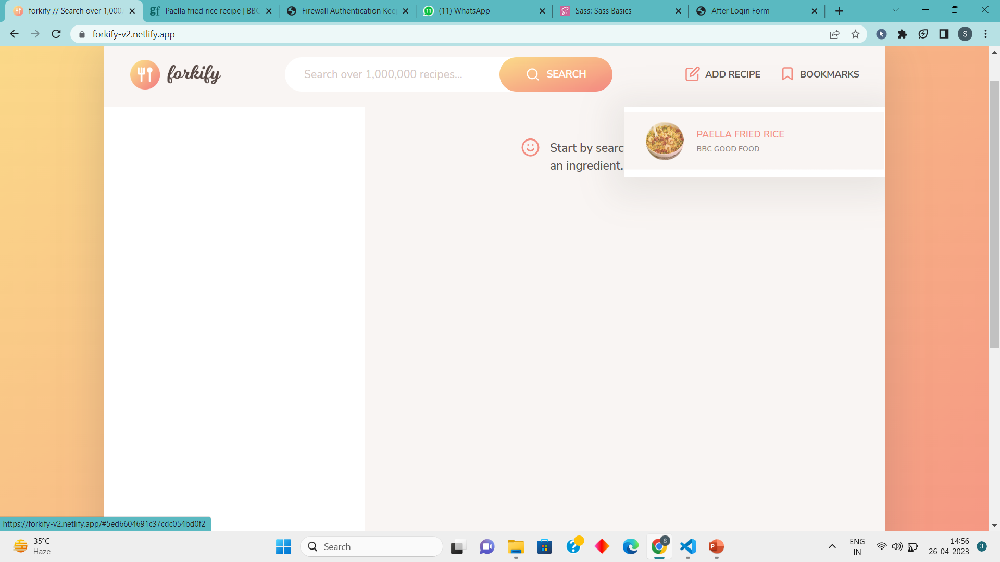 forkify // Search over 1,000,
Paella fried rice recipe | BBC
Firewall Authentication Kee
(11) WhatsApp
Sass: Sass Basics
After Login Form
forkify-v2.netlify.app
S
forkify
Search over 1,000,000 recipes...
SEARCH
ADD RECIPE
BOOKMARKS
PAELLA FRIED RICE
BBC GOOD FOOD
Start by searc
an ingredient.
https://forkify-v2.netlify.app/#5ed6604691c37cdc054bd0f2
35°C
Haze
Search
ENG
IN
14:56
26-04-2023
3